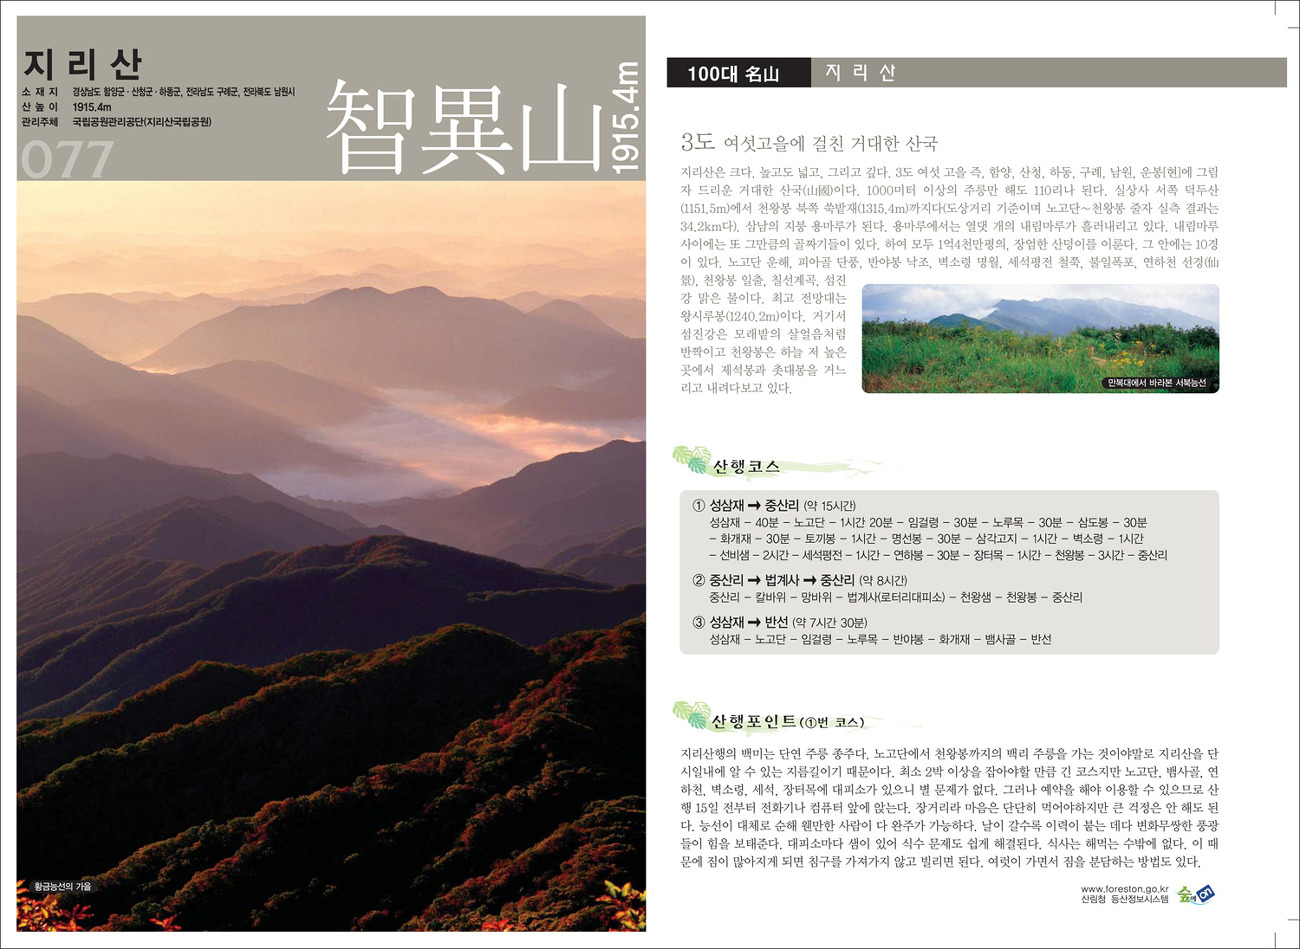 지리산
소 재 지 경상남도 함양군·산청군·하동군, 전라남도 구례군, 전라북도 남원시
산 높 이 1915.4m
관리주체 국립공원관리공단(지리산국립공원)
077
智異山
1915.4m
황금능선의 가을
100대 名山 지 리 산
3도 여섯고을에 걸친 거대한 산국
지리산은 크다. 높고도 넓고, 그리고 깊다. 3도 여섯 고을 즉, 함양, 산청, 하동, 구례, 남원, 운봉[현]에 그림
자 드리운 거대한 산국(山國)이다. 1000미터 이상의 주릉만 해도 110리나 된다. 실상사 서쪽 덕두산
(1151.5m)에서 천왕봉 북쪽 쑥밭재(1315.4m)까지다(도상거리 기준이며 노고단~천왕봉 줄자 실측 결과는
34.2km다). 삼남의 지붕 용마루가 된다. 용마루에서는 열댓 개의 내림마루가 흘러내리고 있다. 내림마루
사이에는 또 그만큼의 골짜기들이 있다. 하여 모두 1억4천만평의, 장엄한 산덩이를 이룬다. 그 안에는 10경
이 있다. 노고단 운해, 피아골 단풍, 반야봉 낙조, 벽소령 명월, 세석평전 철쭉, 불일폭포, 연하천 선경(仙
景), 천왕봉 일출, 칠선계곡, 섬진
강 맑은 물이다. 최고 전망대는
왕시루봉(1240.2m)이다. 거기서
섬진강은 모래밭의 살얼음처럼
반짝이고 천왕봉은 하늘 저 높은
곳에서 제석봉과 촛대봉을 거느
리고 내려다보고 있다.
만복대에서 바라본 서북능선
산행코스
① 성삼재 ➞ 중산리 (약 15시간)
성삼재 – 40분 – 노고단 – 1시간 20분 – 임걸령 – 30분 – 노루목 – 30분 – 삼도봉 – 30분
– 화개재 – 30분 – 토끼봉 – 1시간 – 명선봉 – 30분 – 삼각고지 – 1시간 – 벽소령 – 1시간
– 선비샘 – 2시간 – 세석평전 – 1시간 – 연하봉 – 30분 – 장터목 – 1시간 – 천왕봉 – 3시간 – 중산리
② 중산리 ➞ 법계사 ➞ 중산리 (약 8시간)
중산리 – 칼바위 – 망바위 – 법계사(로터리대피소) – 천왕샘 – 천왕봉 – 중산리
③ 성삼재 ➞ 반선 (약 7시간 30분)
성삼재 – 노고단 – 임걸령 – 노루목 – 반야봉 – 화개재 – 뱀사골 – 반선
산행포인트(①번 코스)
지리산행의 백미는 단연 주릉 종주다. 노고단에서 천왕봉까지의 백리 주릉을 가는 것이야말로 지리산을 단
시일내에 알 수 있는 지름길이기 때문이다. 최소 2박 이상을 잡아야할 만큼 긴 코스지만 노고단, 뱀사골, 연
하천, 벽소령, 세석, 장터목에 대피소가 있으니 별 문제가 없다. 그러나 예약을 해야 이용할 수 있으므로 산
행 15일 전부터 전화기나 컴퓨터 앞에 앉는다. 장거리라 마음은 단단히 먹어야하지만 큰 걱정은 안 해도 된
다. 능선이 대체로 순해 웬만한 사람이 다 완주가 가능하다. 날이 갈수록 이력이 붙는 데다 변화무쌍한 풍광
들이 힘을 보태준다. 대피소마다 샘이 있어 식수 문제도 쉽게 해결된다. 식사는 해먹는 수밖에 없다. 이 때
문에 짐이 많아지게 되면 침구를 가져가지 않고 빌리면 된다. 여럿이 가면서 짐을 분담하는 방법도 있다.
www.foreston.go.kr
산림청 등산정보시스템
숲에on